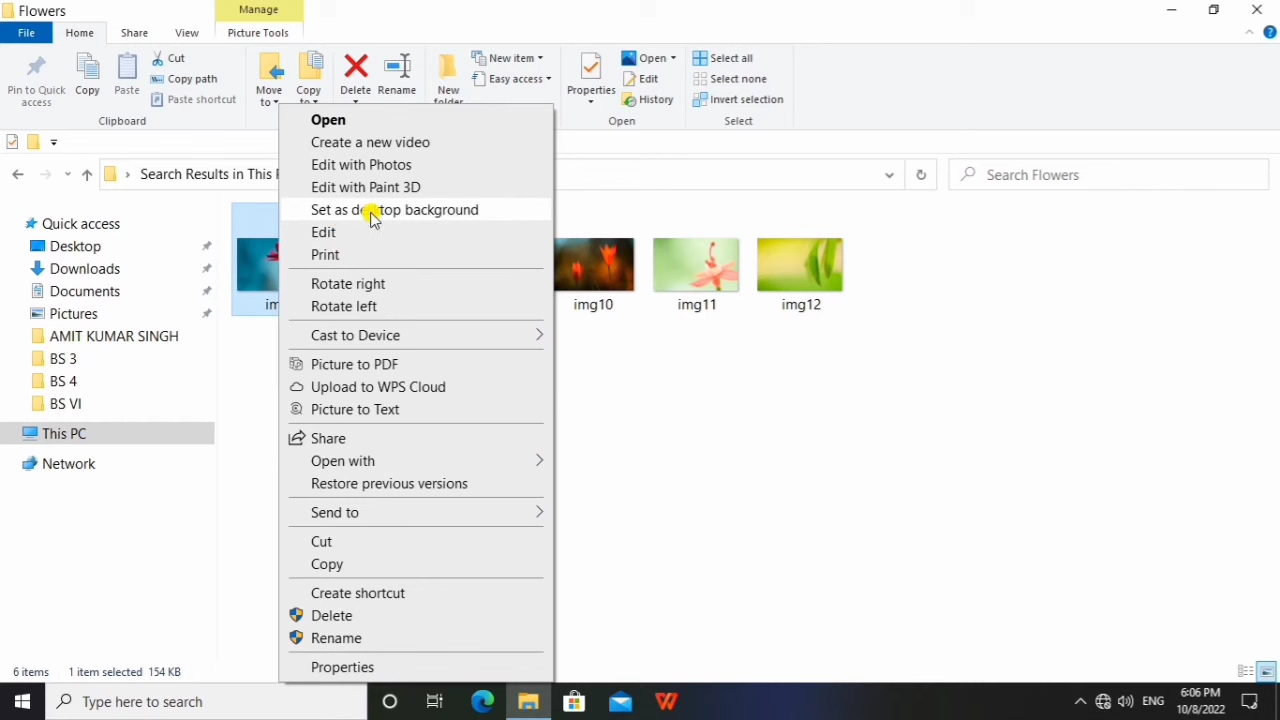 Flowers
Manage
File Home Share View Picture Tools
Pin to Quick access
Copy
Paste
Cut
Copy path
Paste shortcut
Clipboard
Move to
Copy to
Delete
Rename
New folder
New item
Easy access
Properties
Open
Edit
History
Open
Select all
Select none
Invert selection
Select
Search Results in This
Search Flowers
Quick access
Desktop
Downloads
Documents
Pictures
AMIT KUMAR SINGH
BS 3
BS 4
BS VI
This PC
Network
Open
Create a new video
Edit with Photos
Edit with Paint 3D
Set as desktop background
Edit
Print
Rotate right
Rotate left
Cast to Device
Picture to PDF
Upload to WPS Cloud
Picture to Text
Share
Open with
Restore previous versions
Send to
Cut
Copy
Create shortcut
Delete
Rename
Properties
img10 img11 img12
6 items 1 item selected 154 KB
Type here to search
ENG
6:06 PM
10/8/2022